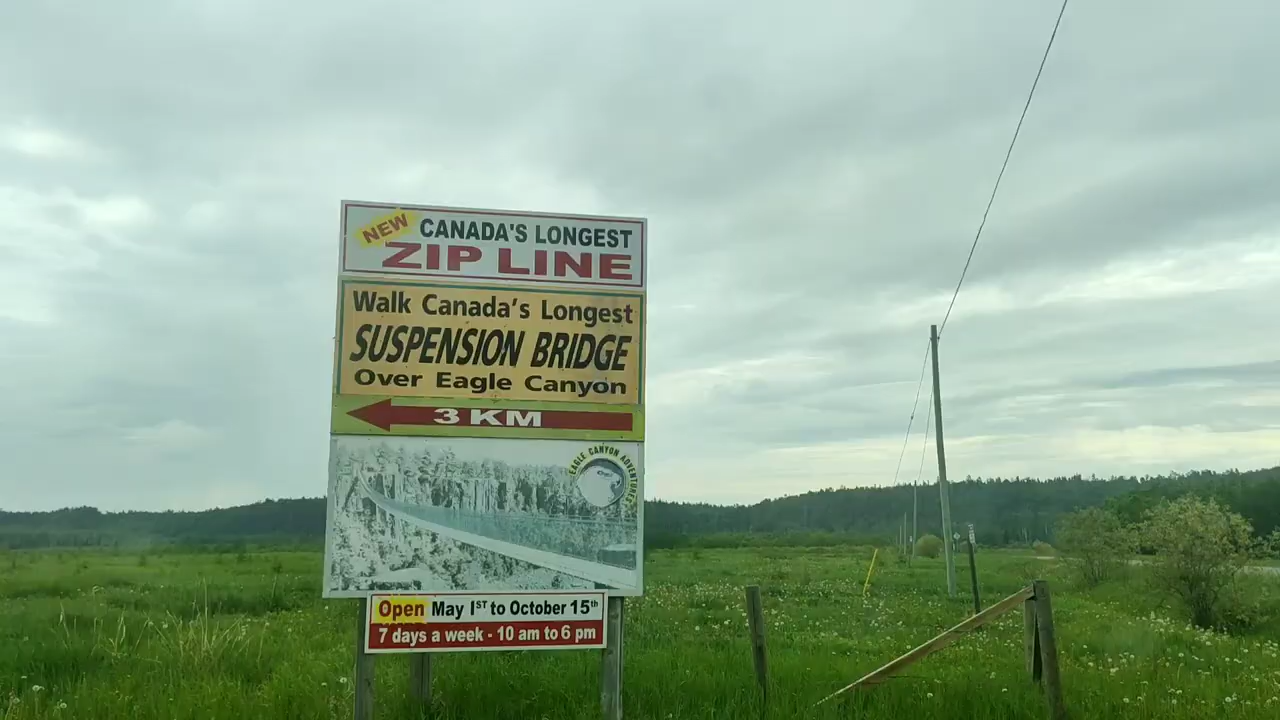 NEW CANADA'S LONGEST
ZIP LINE
Walk Canada's Longest
SUSPENSION BRIDGE
Over Eagle Canyon
3 KM
EAGLE CANYON ADVENTURES
Open May 1ST to October 15th
7 days a week - 10 am to 6 pm